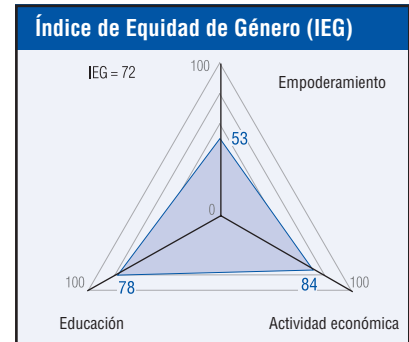 Índice de Equidad de Género (IEG)
IEG = 72
100
Empoderamiento
53
0
100
78
84
100
Educación
Actividad económica